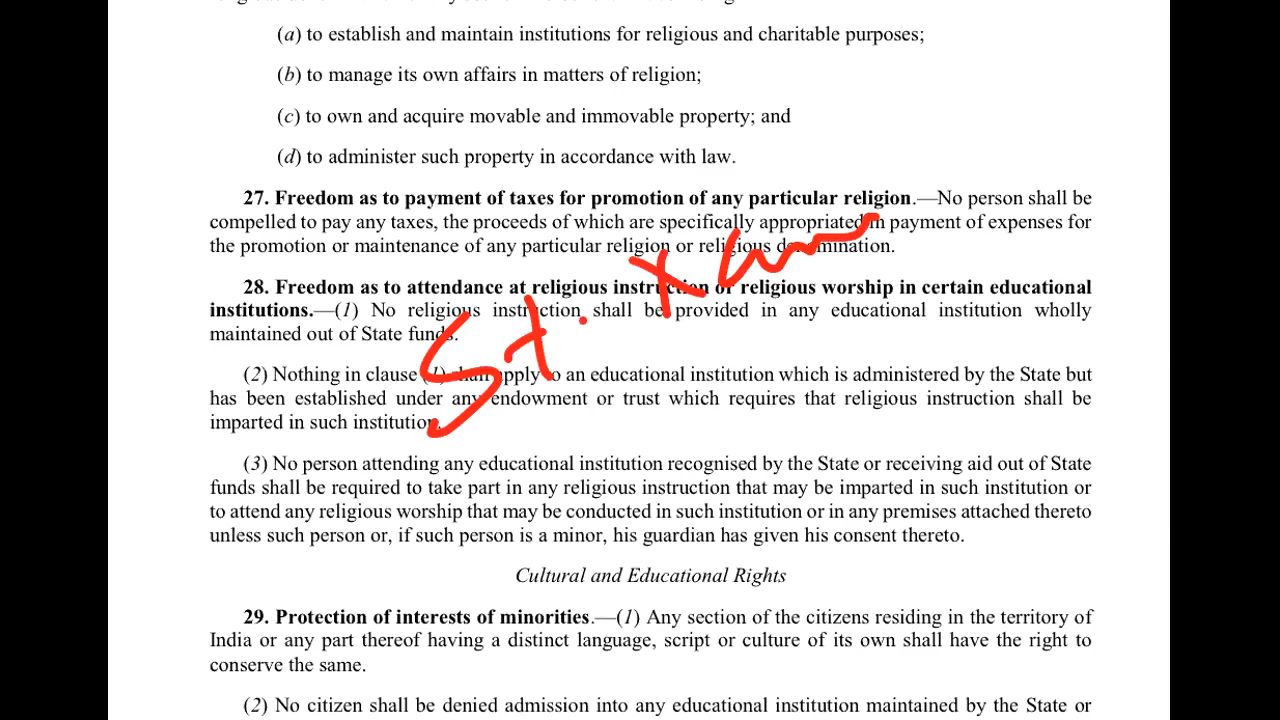 (a) to establish and maintain institutions for religious and charitable purposes;
(b) to manage its own affairs in matters of religion;
(c) to own and acquire movable and immovable property; and
(d) to administer such property in accordance with law.
27. Freedom as to payment of taxes for promotion of any particular religion.—No person shall be
compelled to pay any taxes, the proceeds of which are specifically appropriated in payment of expenses for
the promotion or maintenance of any particular religion or religious denomination.
28. Freedom as to attendance at religious instruction or religious worship in certain educational
institutions.—(1) No religious instruction shall be provided in any educational institution wholly
maintained out of State funds.
(2) Nothing in clause (1) shall apply to an educational institution which is administered by the State but
has been established under any endowment or trust which requires that religious instruction shall be
imparted in such institution.
(3) No person attending any educational institution recognised by the State or receiving aid out of State
funds shall be required to take part in any religious instruction that may be imparted in such institution or
to attend any religious worship that may be conducted in such institution or in any premises attached thereto
unless such person or, if such person is a minor, his guardian has given his consent thereto.
Cultural and Educational Rights
29. Protection of interests of minorities.—(1) Any section of the citizens residing in the territory of
India or any part thereof having a distinct language, script or culture of its own shall have the right to
conserve the same.
(2) No citizen shall be denied admission into any educational institution maintained by the State or
St.